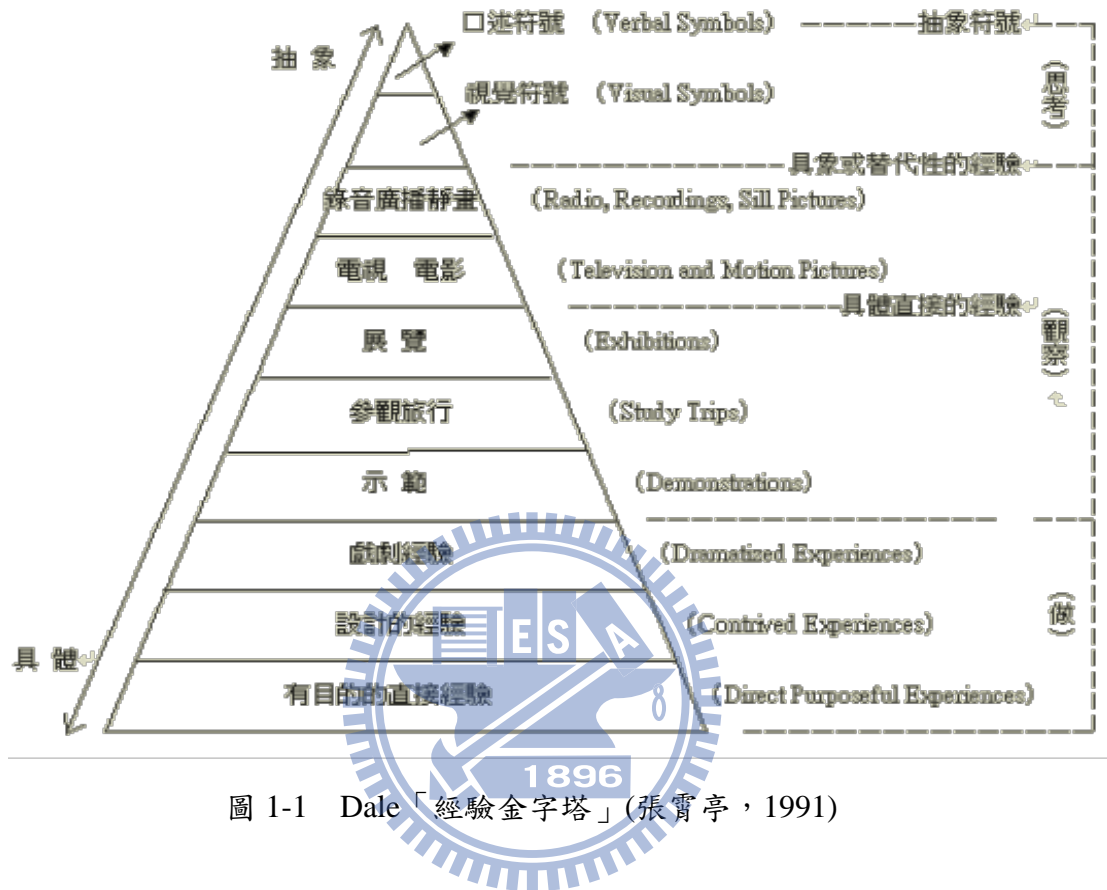 口述符號 (Verbal Symbols) 抽象符號
抽 象
(思考)
視覺符號 (Visual Symbols)
具象或替代性的經驗
錄音廣播靜畫 (Radio, Recordings, Sill Pictures)
電視 電影 (Television and Motion Pictures)
具體直接的經驗
(觀察)
展 覽 (Exhibitions)
參觀旅行 (Study Trips)
示 範 (Demonstrations)
戲劇經驗 (Dramatized Experiences)
(做)
設計的經驗 (Contrived Experiences)
ES A
具 體
有目的的直接經驗 (Direct Purposeful Experiences)
8
1896
圖 1-1 Dale「經驗金字塔」(張霄亭,1991)